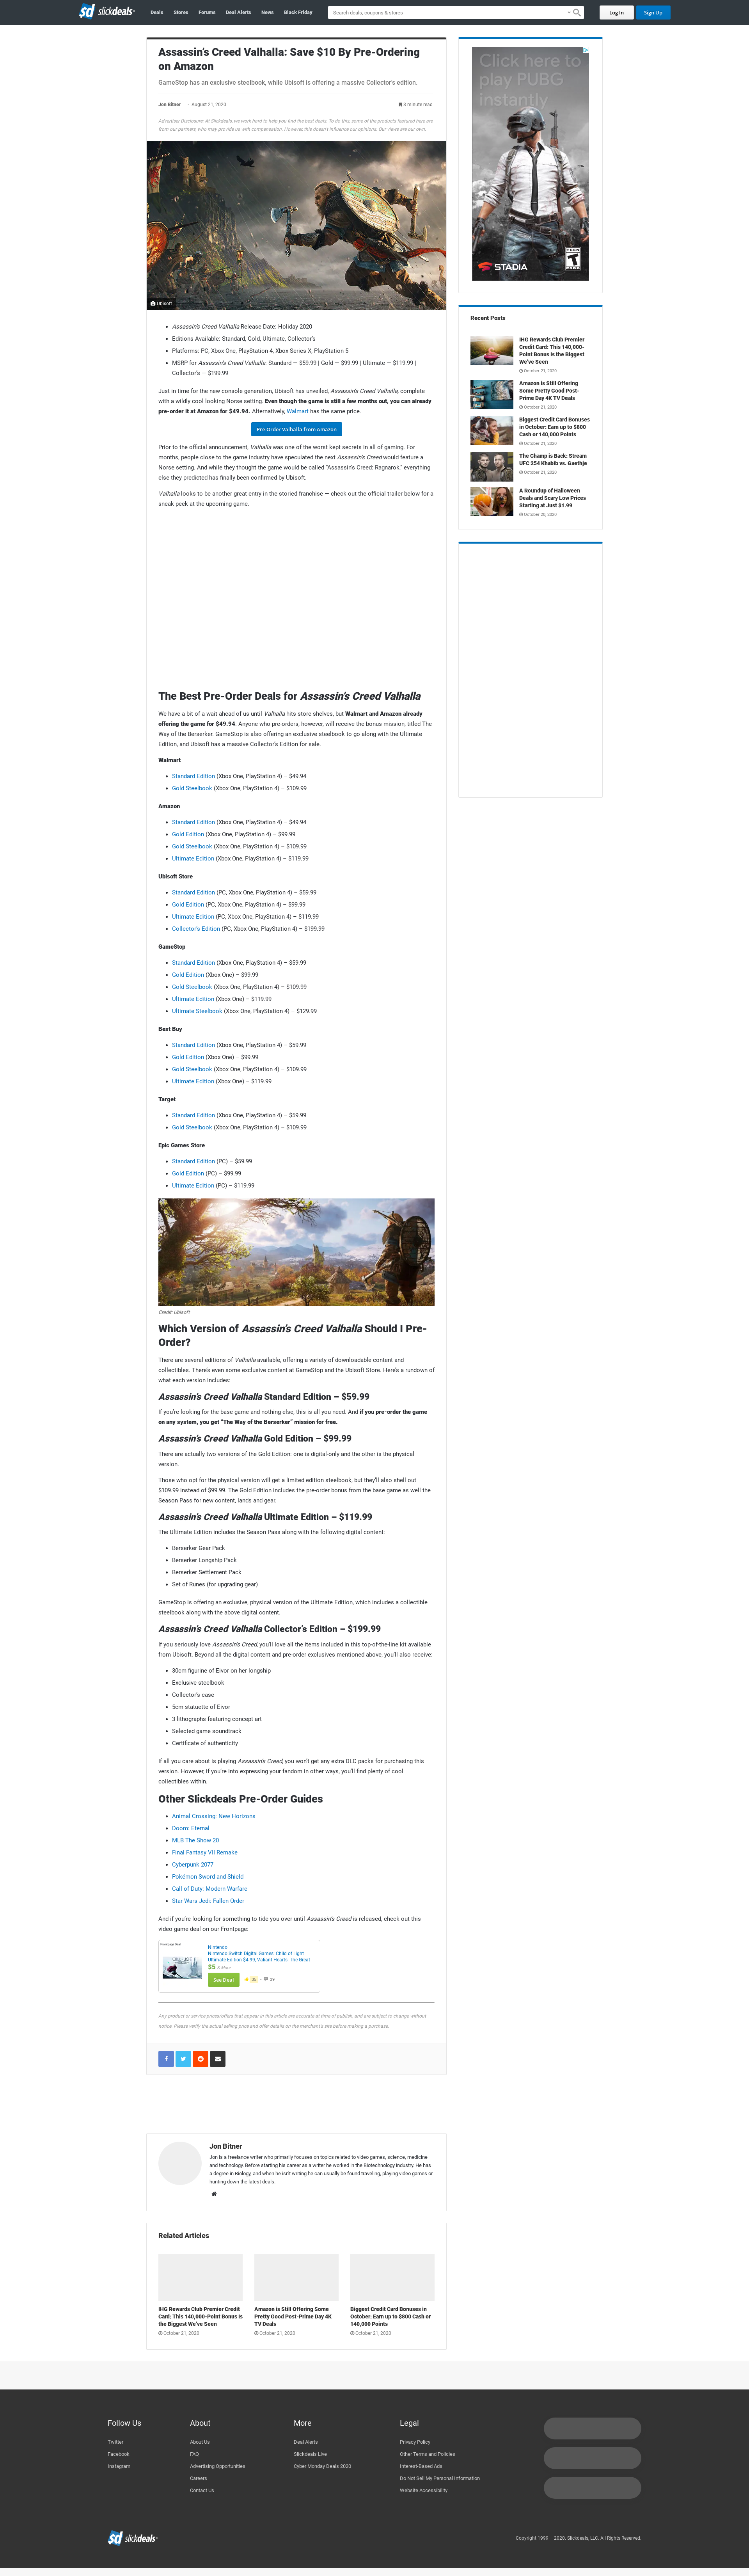 sd slickdeals
Deals
Stores
Forums
Deal Alerts
News
Black Friday
Search deals, coupons & stores
Log In
Sign Up
Assassin's Creed Valhalla: Save $10 By Pre-Ordering
on Amazon
GameStop has an exclusive steelbook, while Ubisoft is offering a massive Collector's edition.
Jon Bitner
- August 21, 2020
3 minute read
Advertiser Disclosure: At Slickdeals, we work hard to help you find the best deals. To do this, some of the products featured here are
from our partners, who may provide us with compensation. However, this doesn't influence our opinions. Our views are our own.
Ubisoft
• Assassin's Creed Valhalla Release Date: Holiday 2020
• Editions Available: Standard, Gold, Ultimate, Collector's
• Platforms: PC, Xbox One, PlayStation 4, Xbox Series X, PlayStation 5
• MSRP for Assassin's Creed Valhalla: Standard — $59.99 | Gold — $99.99 | Ultimate — $119.99 |
Collector's — $199.99
Just in time for the new console generation, Ubisoft has unveiled, Assassin's Creed Valhalla, complete
with a wildly cool looking Norse setting. Even though the game is still a few months out, you can already
pre-order it at Amazon for $49.94. Alternatively, Walmart has the same price.
Pre-Order Valhalla from Amazon
Prior to the official announcement, Valhalla was one of the worst kept secrets in all of gaming. For
months, people close to the game industry have speculated the next Assassin's Creed would feature a
Norse setting. And while they thought the game would be called "Assassin's Creed: Ragnarok," everything
else they predicted has finally been confirmed by Ubisoft.
Valhalla looks to be another great entry in the storied franchise — check out the official trailer below for a
sneak peek at the upcoming game.
The Best Pre-Order Deals for Assassin's Creed Valhalla
We have a bit of a wait ahead of us until Valhalla hits store shelves, but Walmart and Amazon already
offering the game for $49.94. Anyone who pre-orders, however, will receive the bonus mission, titled The
Way of the Berserker. GameStop is also offering an exclusive steelbook to go along with the Ultimate
Edition, and Ubisoft has a massive Collector's Edition for sale.
Walmart
• Standard Edition (Xbox One, PlayStation 4) – $49.94
• Gold Steelbook (Xbox One, PlayStation 4) – $109.99
Amazon
• Standard Edition (Xbox One, PlayStation 4) – $49.94
• Gold Edition (Xbox One, PlayStation 4) – $99.99
• Gold Steelbook (Xbox One, PlayStation 4) – $109.99
• Ultimate Edition (Xbox One, PlayStation 4) – $119.99
Ubisoft Store
• Standard Edition (PC, Xbox One, PlayStation 4) – $59.99
• Gold Edition (PC, Xbox One, PlayStation 4) – $99.99
• Ultimate Edition (PC, Xbox One, PlayStation 4) – $119.99
• Collector's Edition (PC, Xbox One, PlayStation 4) – $199.99
GameStop
• Standard Edition (Xbox One, PlayStation 4) – $59.99
• Gold Edition (Xbox One) – $99.99
• Gold Steelbook (Xbox One, PlayStation 4) – $109.99
• Ultimate Edition (Xbox One) – $119.99
• Ultimate Steelbook (Xbox One, PlayStation 4) – $129.99
Best Buy
• Standard Edition (Xbox One, PlayStation 4) – $59.99
• Gold Edition (Xbox One) – $99.99
• Gold Steelbook (Xbox One, PlayStation 4) – $109.99
• Ultimate Edition (Xbox One) – $119.99
Target
• Standard Edition (Xbox One, PlayStation 4) – $59.99
• Gold Steelbook (Xbox One, PlayStation 4) – $109.99
Epic Games Store
• Standard Edition (PC) – $59.99
• Gold Edition (PC) – $99.99
• Ultimate Edition (PC) – $119.99
Credit: Ubisoft
Which Version of Assassin's Creed Valhalla Should I Pre-
Order?
There are several editions of Valhalla available, offering a variety of downloadable content and
collectibles. There's even some exclusive content at GameStop and the Ubisoft Store. Here's a rundown of
what each version includes:
Assassin's Creed Valhalla Standard Edition – $59.99
If you're looking for the base game and nothing else, this is all you need. And if you pre-order the game
on any system, you get "The Way of the Berserker" mission for free.
Assassin's Creed Valhalla Gold Edition – $99.99
There are actually two versions of the Gold Edition: one is digital-only and the other is the physical
version.
Those who opt for the physical version will get a limited edition steelbook, but they'll also shell out
$109.99 instead of $99.99. The Gold Edition includes the pre-order bonus from the base game as well the
Season Pass for new content, lands and gear.
Assassin's Creed Valhalla Ultimate Edition – $119.99
The Ultimate Edition includes the Season Pass along with the following digital content:
• Berserker Gear Pack
• Berserker Longship Pack
• Berserker Settlement Pack
• Set of Runes (for upgrading gear)
GameStop is offering an exclusive, physical version of the Ultimate Edition, which includes a collectible
steelbook along with the above digital content.
Assassin's Creed Valhalla Collector's Edition – $199.99
If you seriously love Assassin's Creed, you'll love all the items included in this top-of-the-line kit available
from Ubisoft. Beyond all the digital content and pre-order exclusives mentioned above, you'll also receive:
• 30cm figurine of Eivor on her longship
• Exclusive steelbook
• Collector's case
• 5cm statuette of Eivor
• 3 lithographs featuring concept art
• Selected game soundtrack
• Certificate of authenticity
If all you care about is playing Assassin's Creed, you won't get any extra DLC packs for purchasing this
version. However, if you're into expressing your fandom in other ways, you'll find plenty of cool
collectibles within.
Other Slickdeals Pre-Order Guides
• Animal Crossing: New Horizons
• Doom: Eternal
• MLB The Show 20
• Final Fantasy VII Remake
• Cyberpunk 2077
• Pokémon Sword and Shield
• Call of Duty: Modern Warfare
• Star Wars Jedi: Fallen Order
And if you're looking for something to tide you over until Assassin's Creed is released, check out this
video game deal on our Frontpage:
Frontpage Deal
Nintendo
Nintendo Switch Digital Games: Child of Light
Ultimate Edition $4.99, Valiant Hearts: The Great
$5 & More
See Deal
Any product or service prices/offers that appear in this article are accurate at time of publish, and are subject to change without
notice. Please verify the actual selling price and offer details on the merchant's site before making a purchase.
Jon Bitner
Jon is a freelance writer who primarily focuses on topics related to video games, science, medicine
and technology. Before starting his career as a writer he worked in the Biotechnology industry. He has
a degree in Biology, and when he isn't writing he can usually be found traveling, playing video games or
hunting down the latest deals.
Related Articles
IHG Rewards Club Premier Credit
Card: This 140,000-Point Bonus Is
the Biggest We've Seen
October 21, 2020
Amazon is Still Offering Some
Pretty Good Post-Prime Day 4K
TV Deals
October 21, 2020
Biggest Credit Card Bonuses in
October: Earn up to $800 Cash or
140,000 Points
October 21, 2020
Click here to
play PUBG
instantly
STADIA
Recent Posts
IHG Rewards Club Premier
Credit Card: This 140,000-
Point Bonus Is the Biggest
We've Seen
October 21, 2020
Amazon is Still Offering
Some Pretty Good Post-
Prime Day 4K TV Deals
October 21, 2020
Biggest Credit Card Bonuses
in October: Earn up to $800
Cash or 140,000 Points
October 21, 2020
The Champ is Back: Stream
UFC 254 Khabib vs. Gaethje
October 21, 2020
A Roundup of Halloween
Deals and Scary Low Prices
Starting at Just $1.99
October 20, 2020
Follow Us
Twitter
Facebook
Instagram
About
About Us
FAQ
Advertising Opportunities
Careers
Contact Us
More
Deal Alerts
Slickdeals Live
Cyber Monday Deals 2020
Legal
Privacy Policy
Other Terms and Policies
Interest-Based Ads
Do Not Sell My Personal Information
Website Accessibility
sd slickdeals
Copyright 1999 – 2020. Slickdeals, LLC. All Rights Reserved.